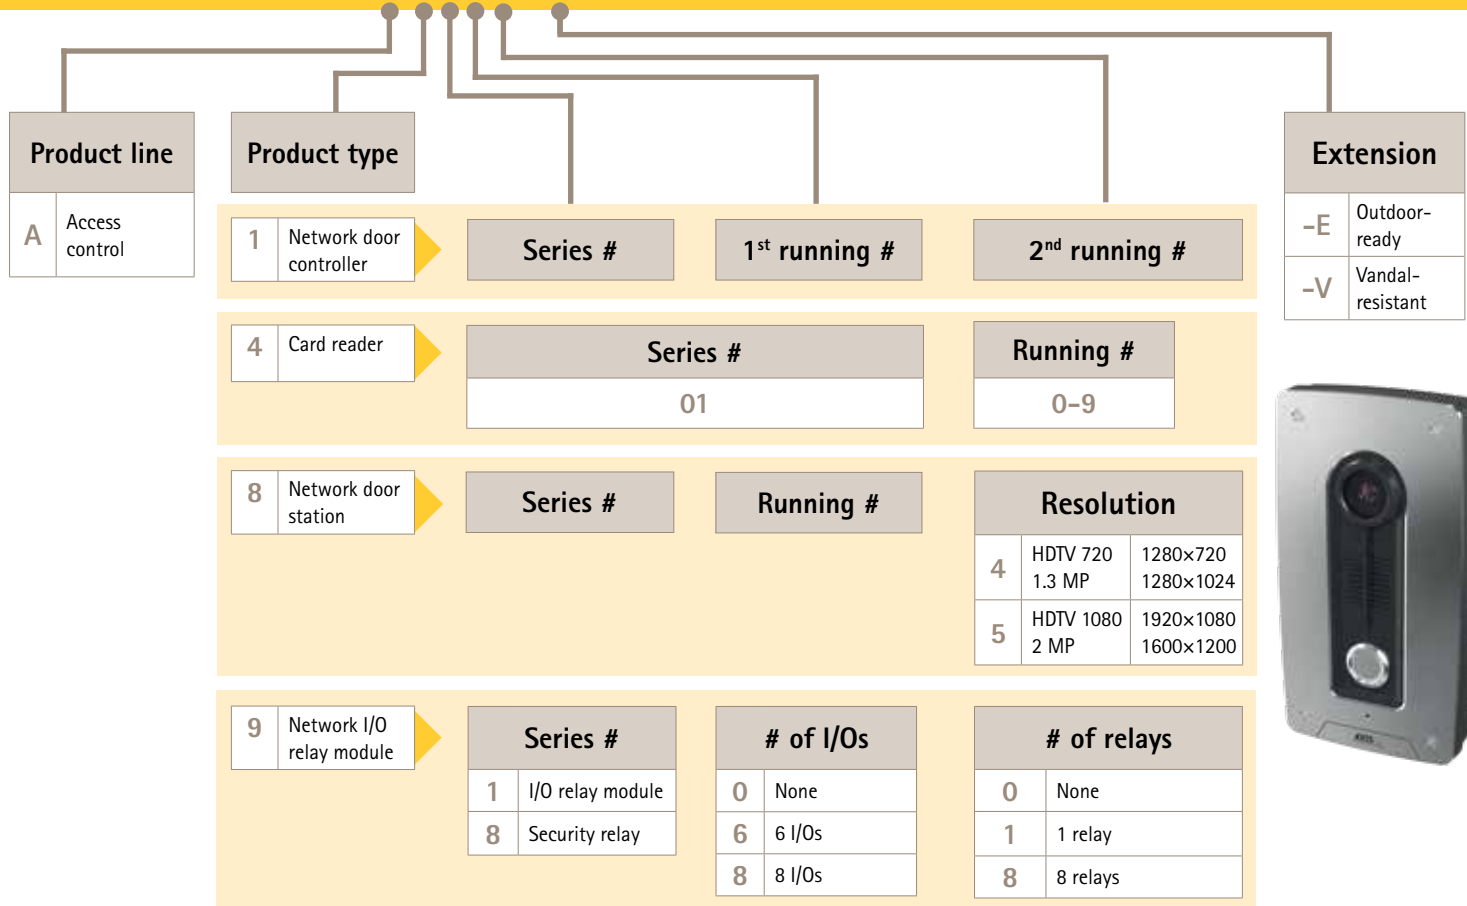 Product line
A Access
control
Product type
Extension
-E Outdoor-
ready
-V Vandal-
resistant
1 Network door
controller
Series # 1st running # 2nd running #
4 Card reader
Series # Running #
01 0-9
8 Network door
station
Series # Running # Resolution
4 HDTV 720 1280×720
1.3 MP 1280×1024
5 HDTV 1080 1920×1080
2 MP 1600×1200
9 Network I/O
relay module
Series # # of I/Os # of relays
1 I/O relay module 0 None 0 None
8 Security relay 6 6 I/Os 1 1 relay
8 8 I/Os 8 8 relays
AXIS